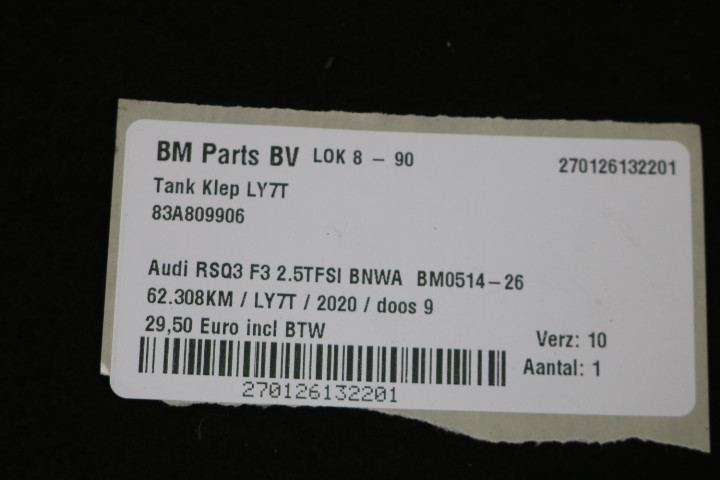 BM Parts BV LOK 8 - 90 270126132201
Tank Klep LY7T
83A809906
Audi RSQ3 F3 2.5TFSI BNWA BM0514-26
62.308KM / LY7T / 2020 / doos 9
29,50 Euro incl BTW
Verz: 10
Aantal: 1
270126132201